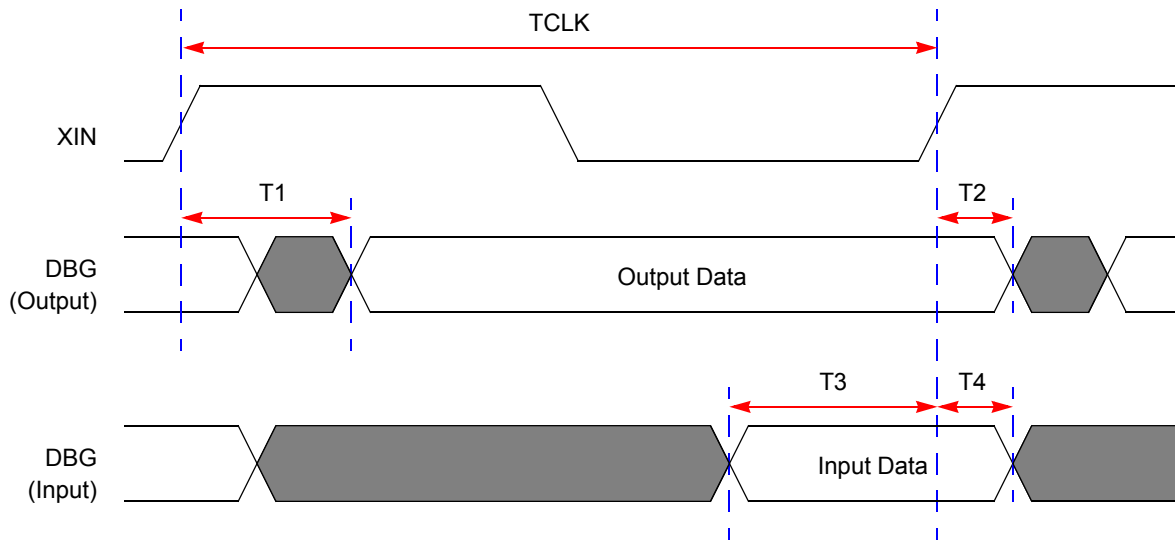 TCLK
XIN
T1
T2
DBG
(Output)
Output Data
T3
T4
DBG
(Input)
Input Data